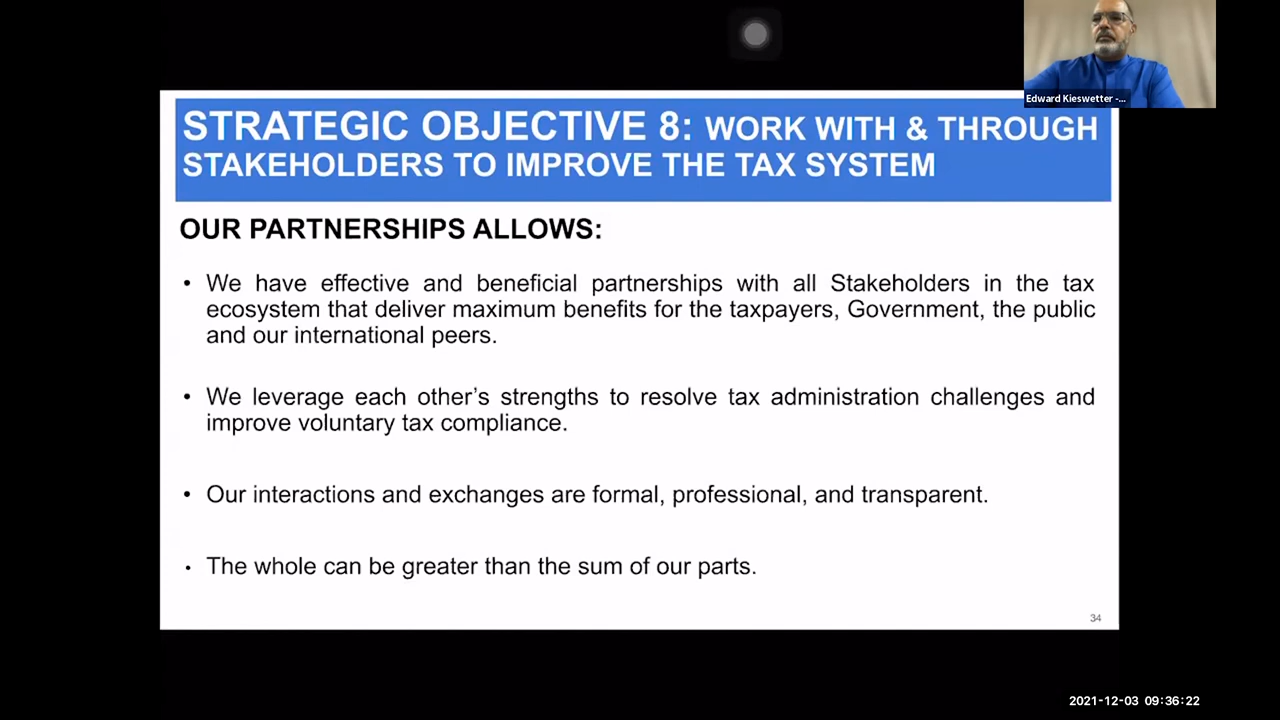 Edward Kieswetter -...
STRATEGIC OBJECTIVE 8: WORK WITH & THROUGH
STAKEHOLDERS TO IMPROVE THE TAX SYSTEM
OUR PARTNERSHIPS ALLOWS:
• We have effective and beneficial partnerships with all Stakeholders in the tax
ecosystem that deliver maximum benefits for the taxpayers, Government, the public
and our international peers.
• We leverage each other’s strengths to resolve tax administration challenges and
improve voluntary tax compliance.
• Our interactions and exchanges are formal, professional, and transparent.
• The whole can be greater than the sum of our parts.
34
2021-12-03 09:36:22